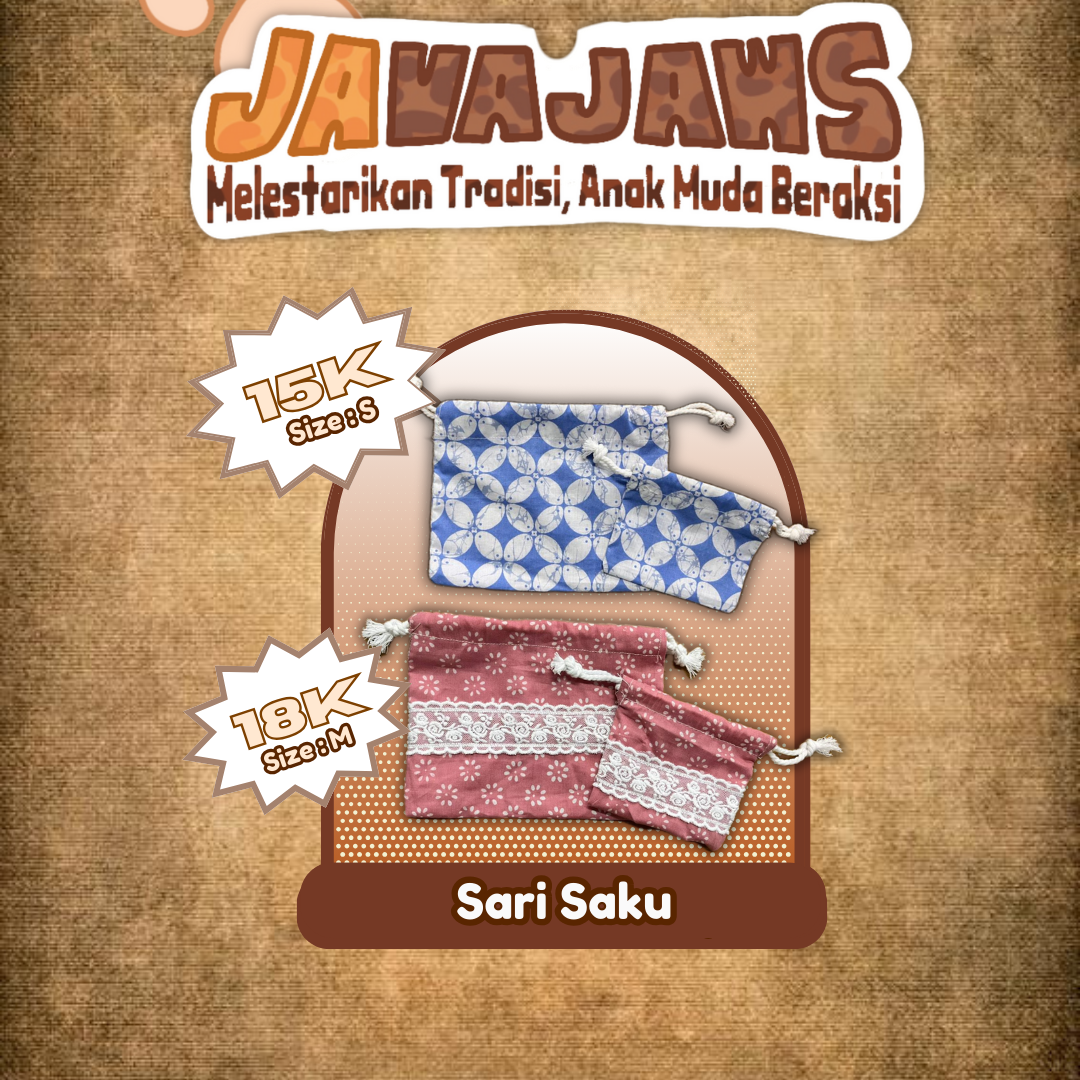 JAVAJAWS
Melestarikan Tradisi, Anak Muda Beraksi
15K
Size : S
18K
Size : M
Sari Saku